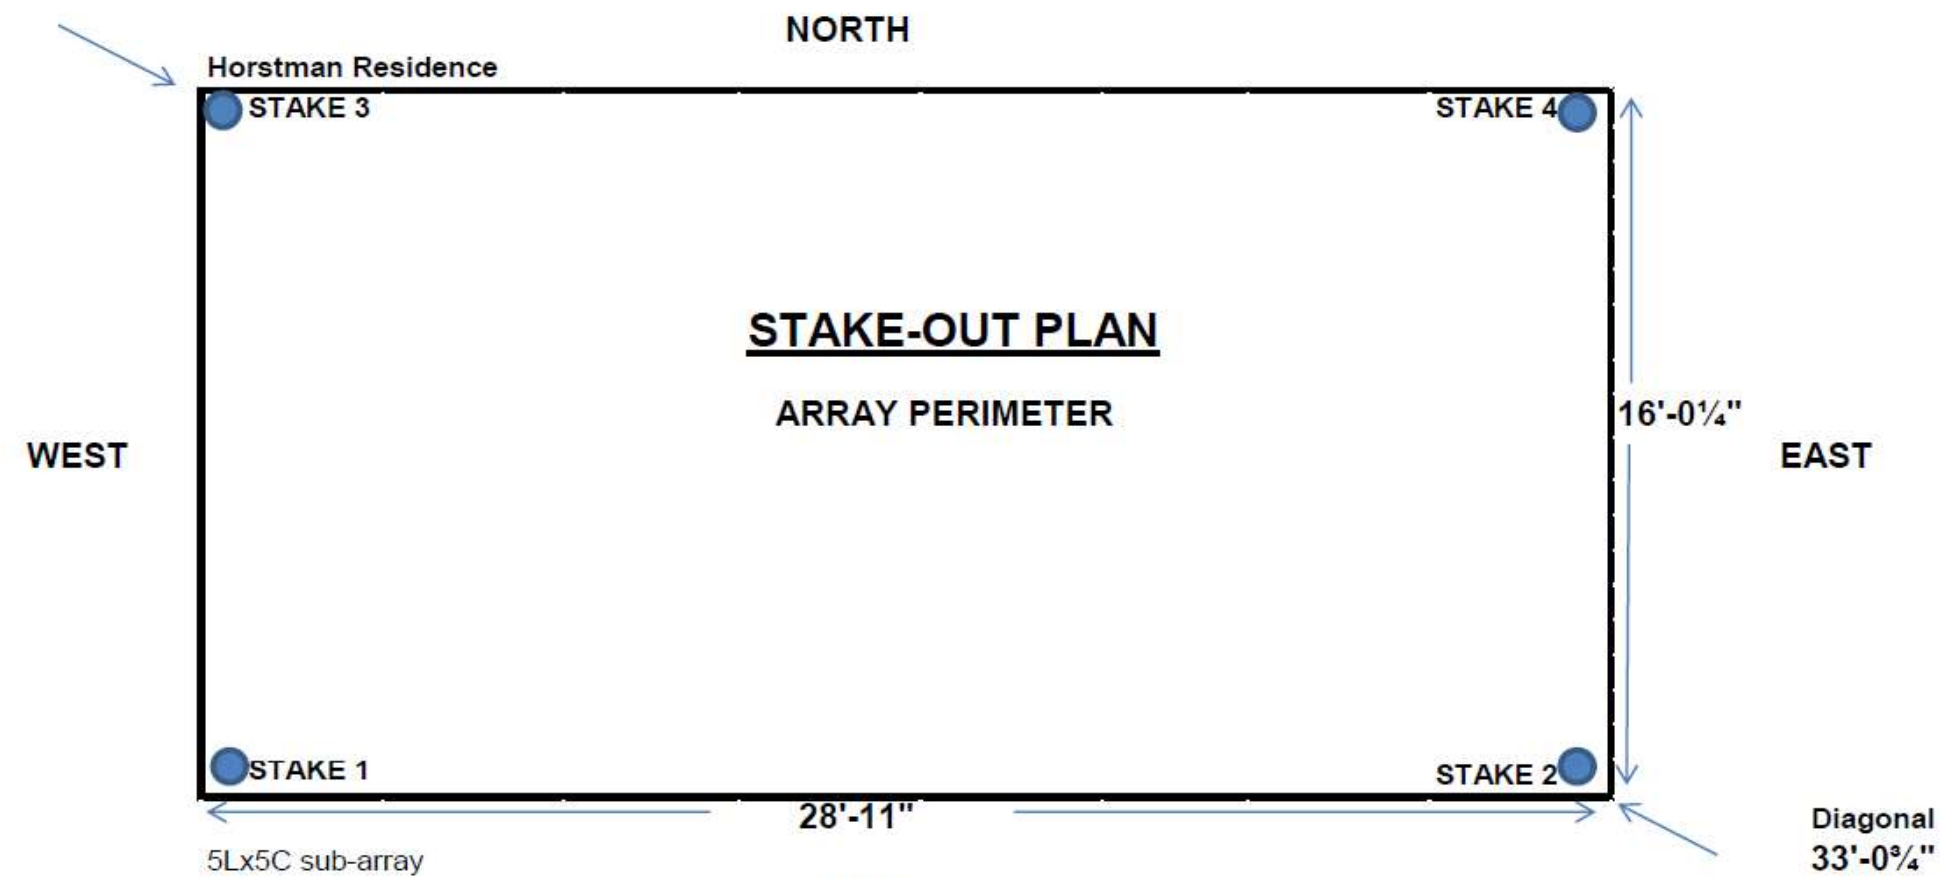 NORTH
Horstman Residence
STAKE 3
STAKE 4
STAKE-OUT PLAN
ARRAY PERIMETER
16'-0¼"
WEST
EAST
STAKE 1
STAKE 2
28'-11"
Diagonal
33'-0¾"
5Lx5C sub-array